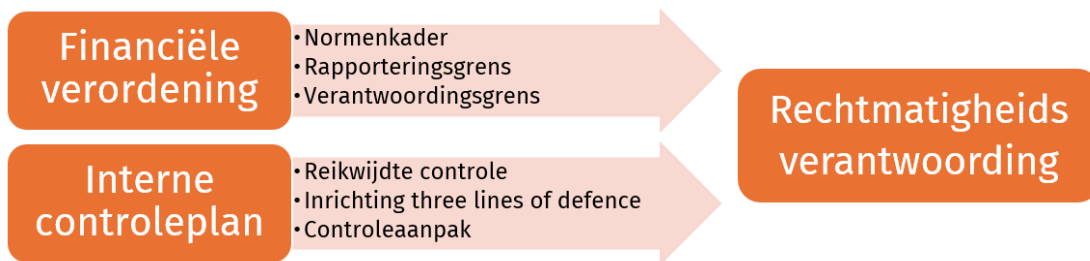 Financiële
verordening
• Normenkader
• Rapporteringsgrens
• Verantwoordingsgrens
Interne
controleplan
• Reikwijdte controle
• Inrichting three lines of defence
• Controleaanpak
Rechtmatigheids
verantwoording